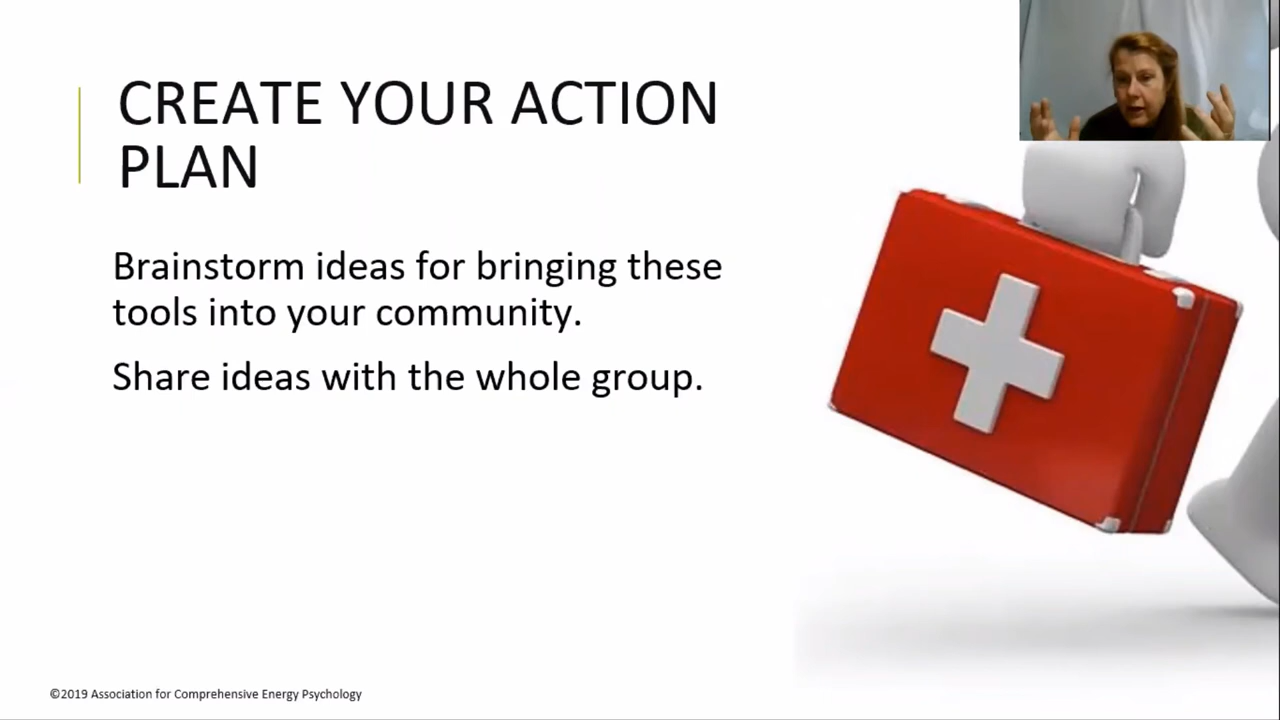 CREATE YOUR ACTION
PLAN
Brainstorm ideas for bringing these
tools into your community.
Share ideas with the whole group.
©2019 Association for Comprehensive Energy Psychology